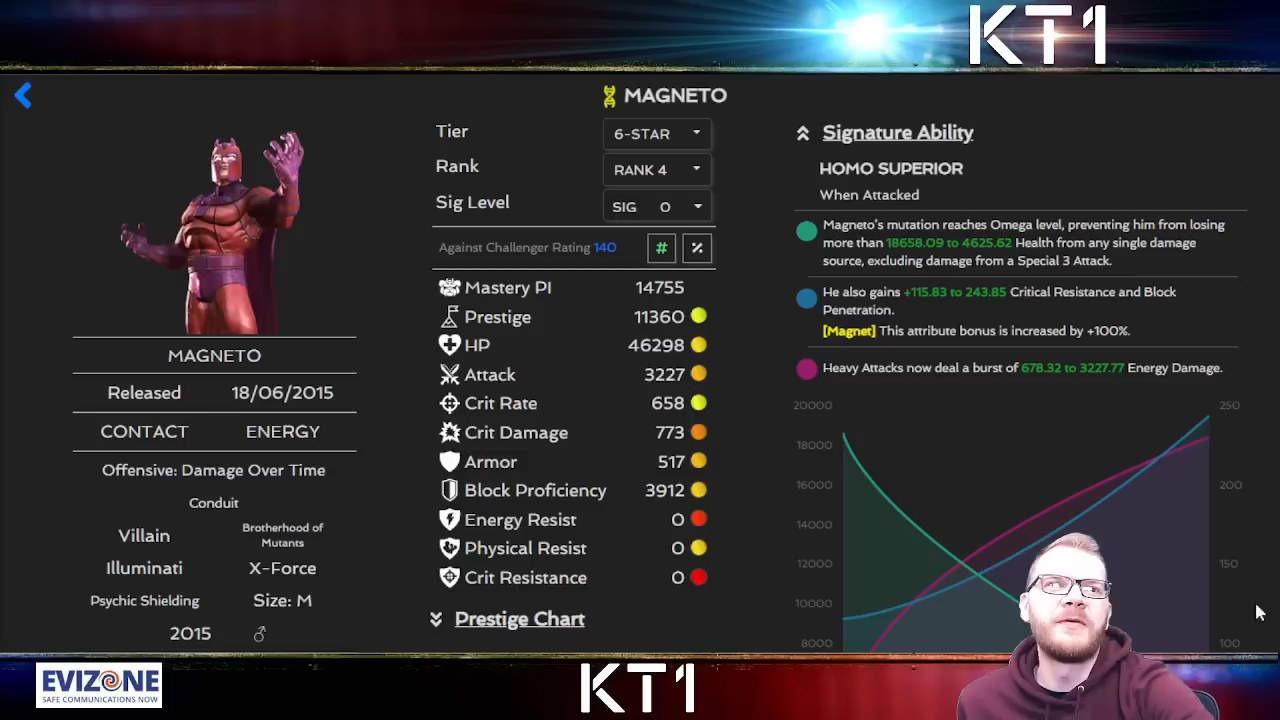 KT1
MAGNETO
Tier
6-STAR
Rank
RANK 4
Sig Level
SIG 0
Against Challenger Rating 140
#
%
Mastery PI 14755
Prestige 11360
HP 46298
Attack 3227
Crit Rate 658
Crit Damage 773
Armor 517
Block Proficiency 3912
Energy Resist 0
Physical Resist 0
Crit Resistance 0
Prestige Chart
MAGNETO
Released 18/06/2015
CONTACT ENERGY
Offensive: Damage Over Time
Conduit
Villain
Brotherhood of
Mutants
Illuminati X-Force
Psychic Shielding Size: M
2015 ♂
Signature Ability
HOMO SUPERIOR
When Attacked
Magneto's mutation reaches Omega level, preventing him from losing
more than 18658.09 to 4625.62 Health from any single damage
source, excluding damage from a Special 3 Attack.
He also gains +115.83 to 243.85 Critical Resistance and Block
Penetration.
[Magnet] This attribute bonus is increased by +100%.
Heavy Attacks now deal a burst of 678.32 to 3227.77 Energy Damage.
20000 250
18000
16000 200
14000
12000 150
10000
8000 100
EVIZONE
SAFE COMMUNICATIONS NOW
KT1